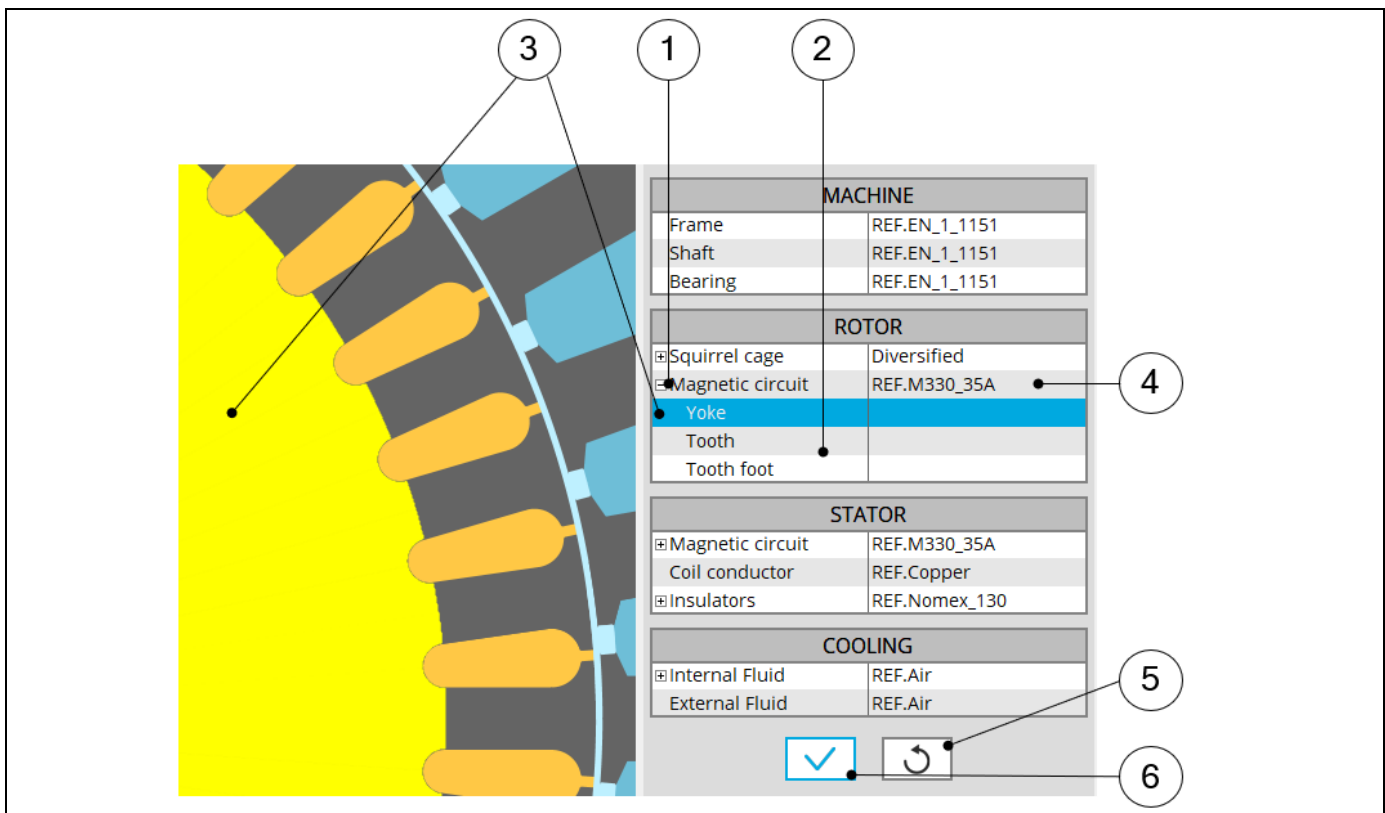 3 1 2
MACHINE
Frame REF.EN_1_1151
Shaft REF.EN_1_1151
Bearing REF.EN_1_1151
ROTOR
Squirrel cage Diversified
Magnetic circuit REF.M330_35A 4
Yoke
Tooth
Tooth foot
STATOR
Magnetic circuit REF.M330_35A
Coil conductor REF.Copper
Insulators REF.Nomex_130
COOLING
Internal Fluid REF.Air 5
External Fluid REF.Air
6